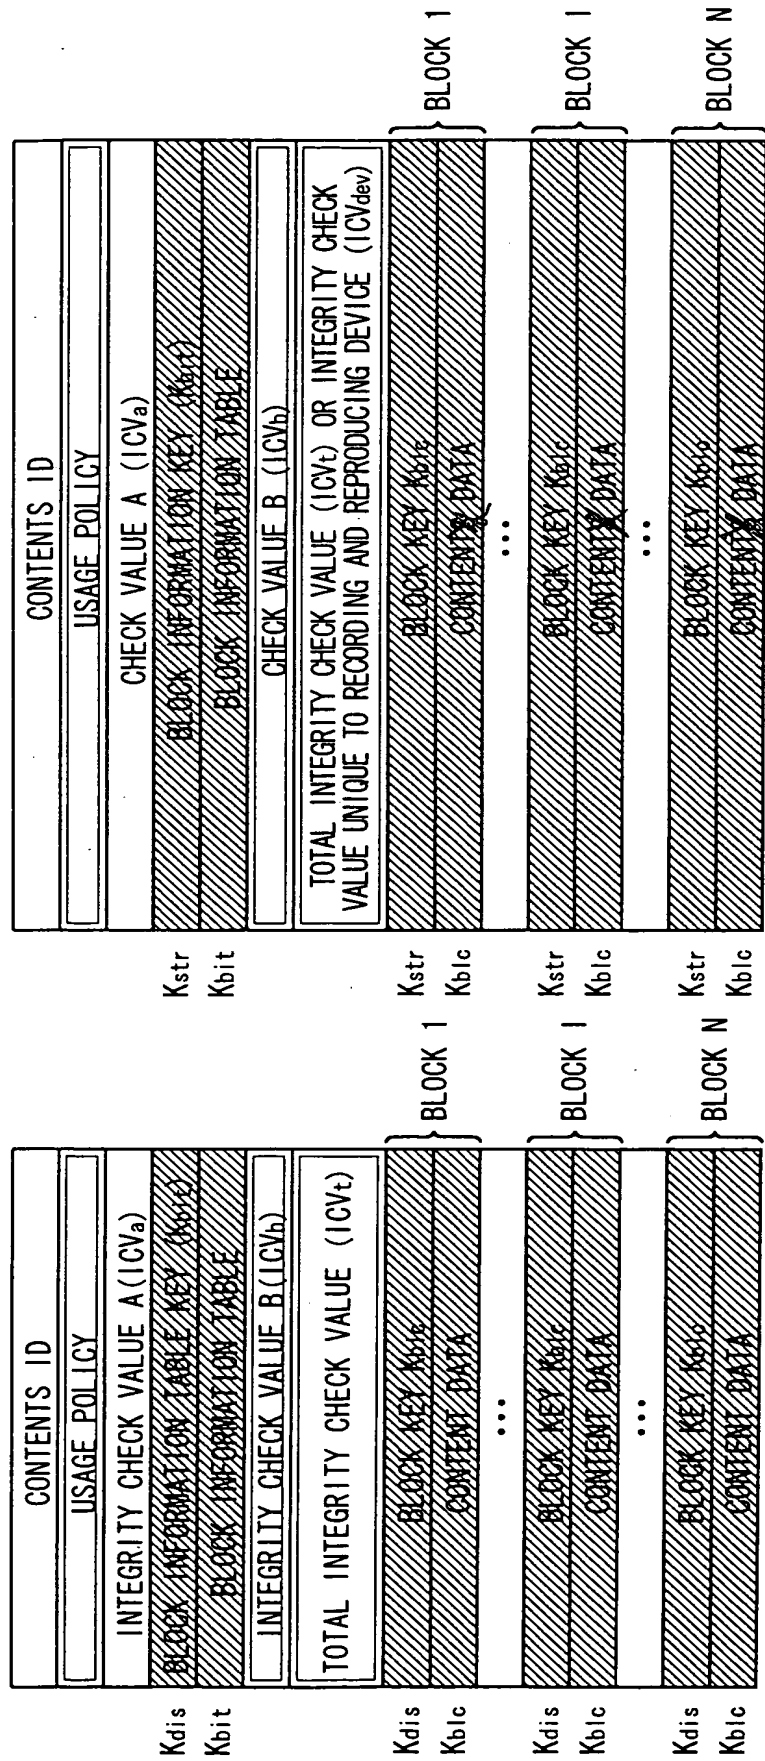 CONTENTS ID
USAGE POLICY
INTEGRITY CHECK VALUE A(ICVa)
Kdis BLOCK INFORMATION TABLE KEY (Kbit)
Kbit BLOCK INFORMATION TABLE
INTEGRITY CHECK VALUE B(ICVb)
TOTAL INTEGRITY CHECK VALUE (ICVt)
Kdis BLOCK KEY Kblc
Kblc CONTENT DATA
BLOCK 1
...
Kdis BLOCK KEY Kblc
Kblc CONTENT DATA
BLOCK I
...
Kdis BLOCK KEY Kblc
Kblc CONTENT DATA
BLOCK N
CONTENTS ID
USAGE POLICY
CHECK VALUE A (ICVa)
Kstr BLOCK INFORMATION KEY (Kbit)
Kbit BLOCK INFORMATION TABLE
CHECK VALUE B (ICVb)
TOTAL INTEGRITY CHECK VALUE (ICVt) OR INTEGRITY CHECK
VALUE UNIQUE TO RECORDING AND REPRODUCING DEVICE (ICVdev)
Kstr BLOCK KEY Kblc
Kblc CONTENT DATA
BLOCK 1
...
Kstr BLOCK KEY Kblc
Kblc CONTENT DATA
BLOCK I
...
Kstr BLOCK KEY Kblc
Kblc CONTENT DATA
BLOCK N